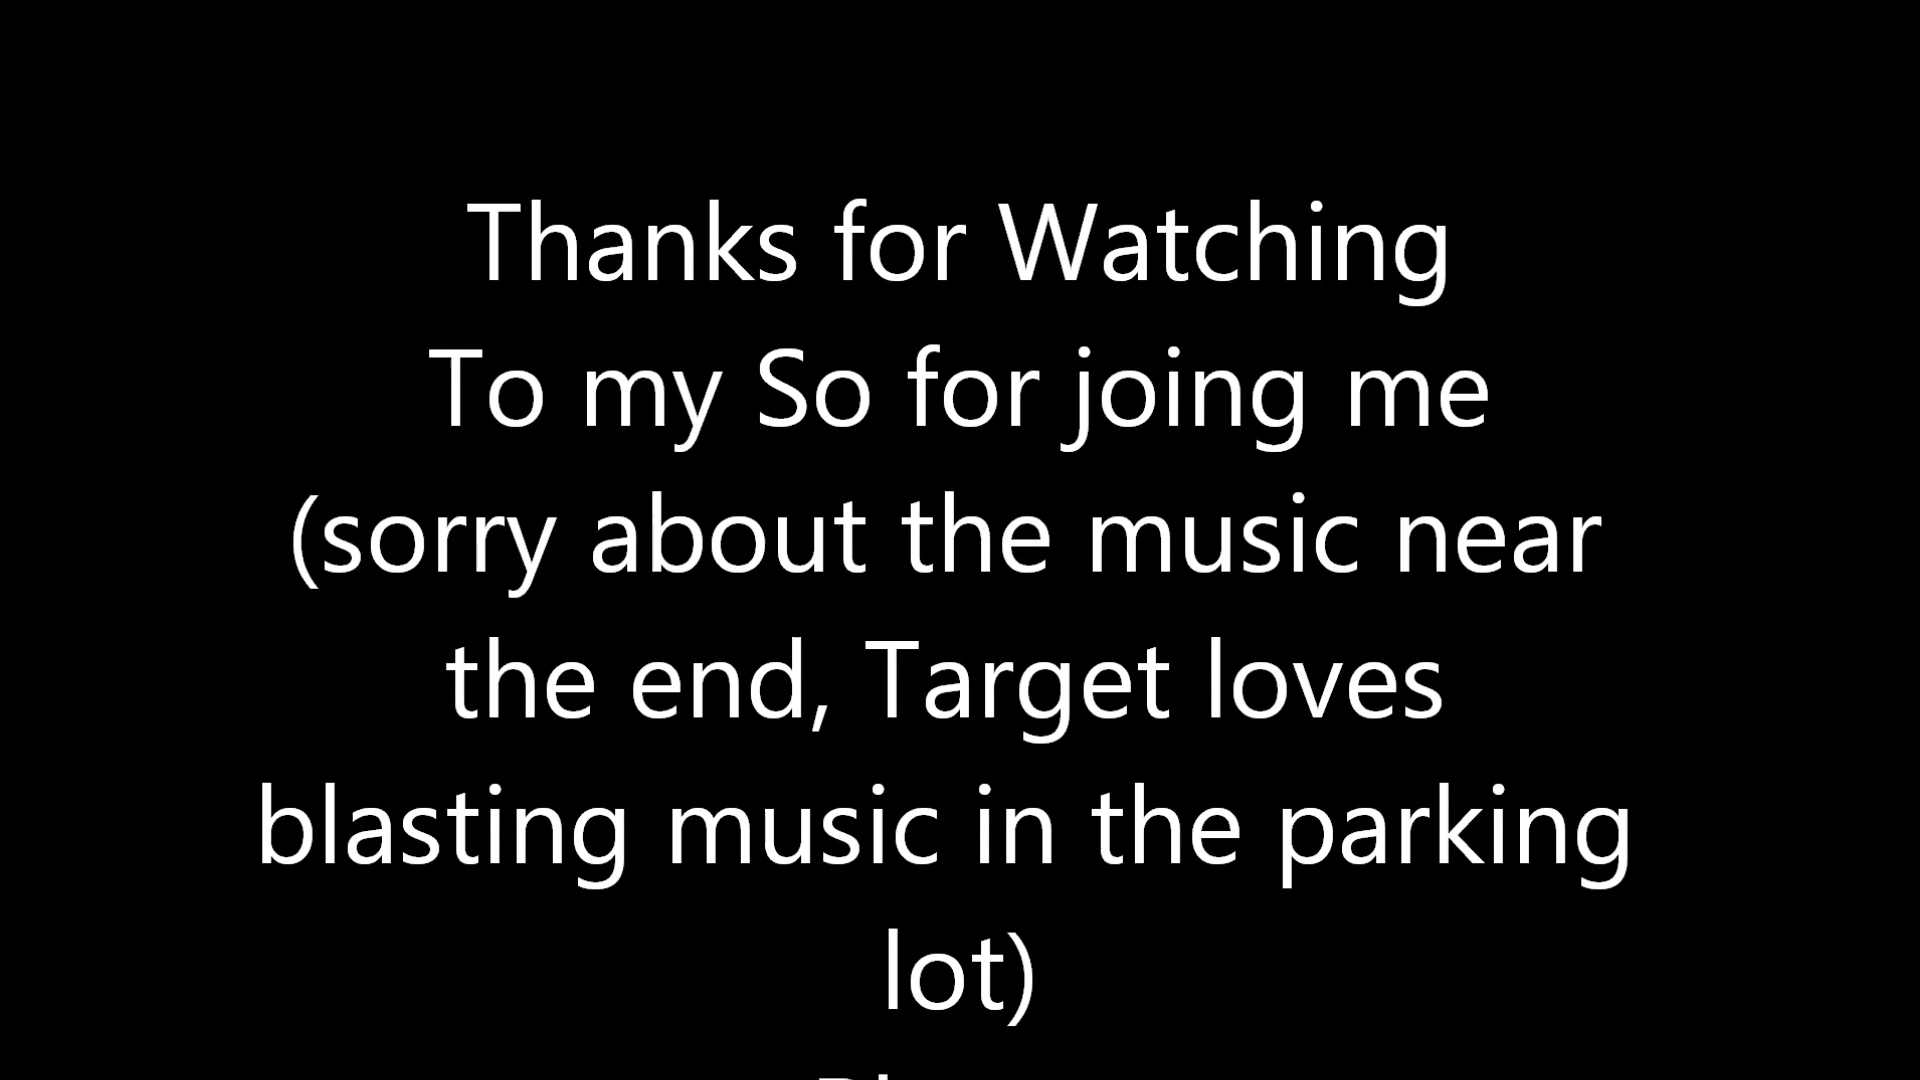 Thanks for Watching
To my So for joing me
(sorry about the music near
the end, Target loves
blasting music in the parking
lot)